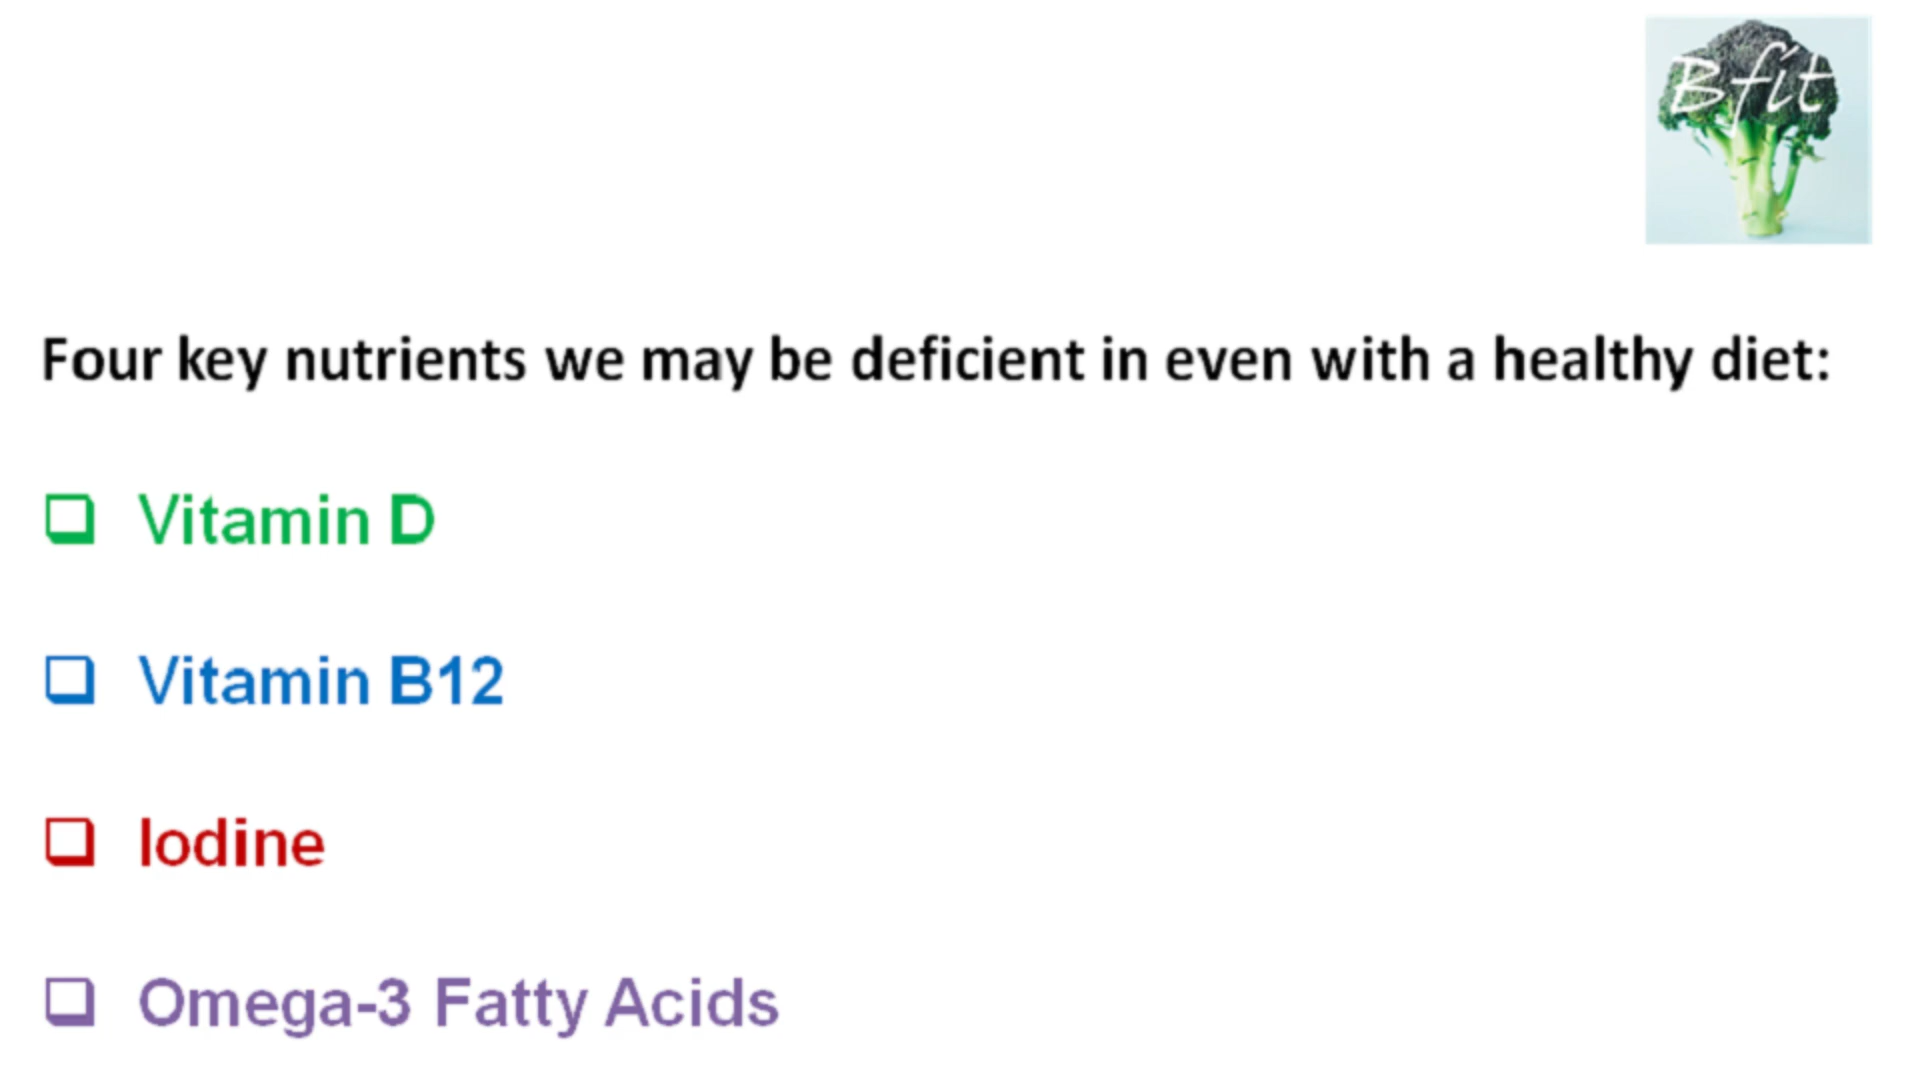 Bfit
Four key nutrients we may be deficient in even with a healthy diet:
Vitamin D
Vitamin B12
Iodine
Omega-3 Fatty Acids